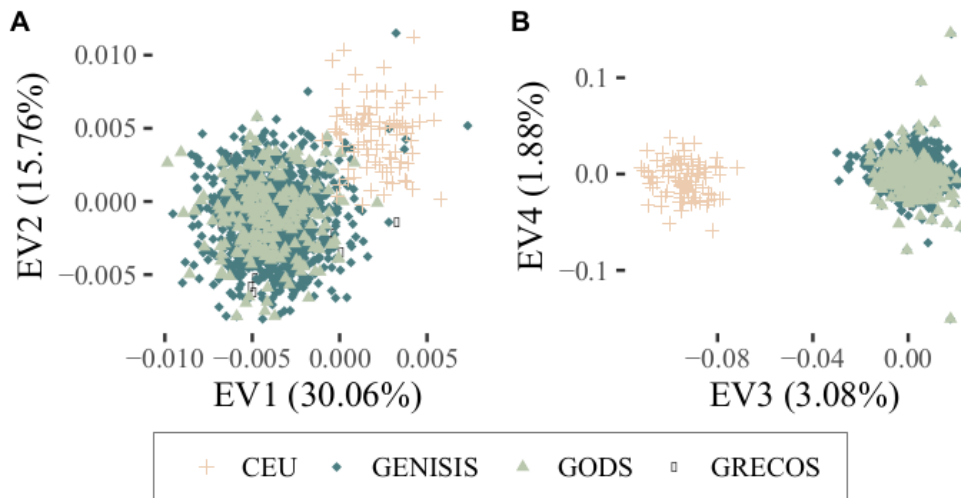 A
EV2 (15.76%)
0.010
0.005
0.000
−0.005
−0.010 −0.005 0.000 0.005
EV1 (30.06%)
B
EV4 (1.88%)
0.1
0.0
−0.1
−0.08 −0.04 0.00
EV3 (3.08%)
CEU GENISIS GODS GRECOS